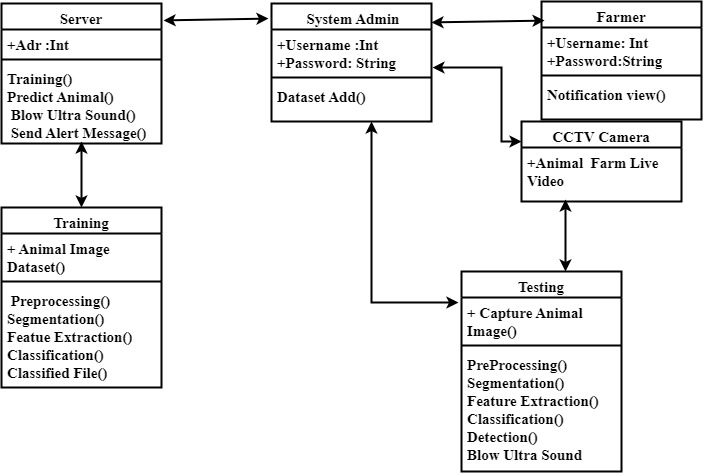 Server
+Adr :Int
Training()
Predict Animal()
Blow Ultra Sound()
Send Alert Message()
System Admin
+Username :Int
+Password: String
Dataset Add()
Farmer
+Username: Int
+Password:String
Notification view()
CCTV Camera
+Animal Farm Live
Video
Training
+ Animal Image
Dataset()
Preprocessing()
Segmentation()
Featue Extraction()
Classification()
Classified File()
Testing
+ Capture Animal
Image()
PreProcessing()
Segmentation()
Feature Extraction()
Classification()
Detection()
Blow Ultra Sound